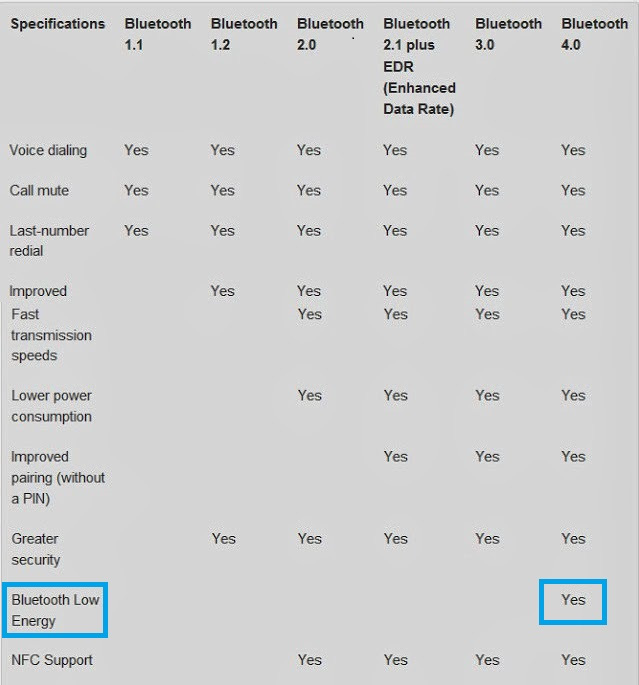 Specifications Bluetooth 1.1 Bluetooth 1.2 Bluetooth 2.0 Bluetooth 2.1 plus EDR (Enhanced Data Rate) Bluetooth 3.0 Bluetooth 4.0
Voice dialing Yes Yes Yes Yes Yes Yes
Call mute Yes Yes Yes Yes Yes Yes
Last-number redial Yes Yes Yes Yes Yes Yes
Improved Yes Yes Yes Yes Yes
Fast transmission speeds Yes Yes Yes Yes
Lower power consumption Yes Yes Yes Yes
Improved pairing (without a PIN) Yes Yes Yes
Greater security Yes Yes Yes Yes Yes
Bluetooth Low Energy Yes
NFC Support Yes Yes Yes Yes